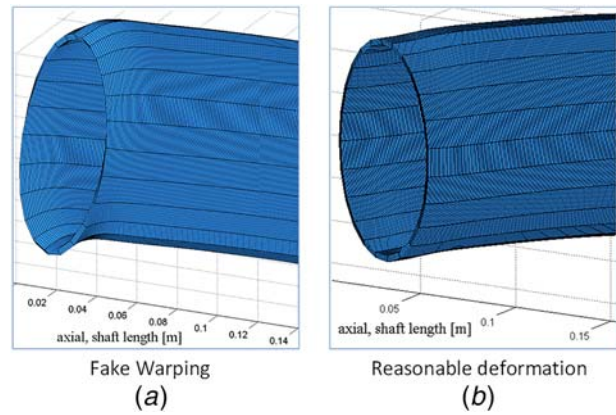 0.02
0.04
0.06
0.08
0.1
0.12
0.14
axial, shaft length [m]
Fake Warping
(a)
0.05
0.1
0.15
axial, shaft length [m]
Reasonable deformation
(b)